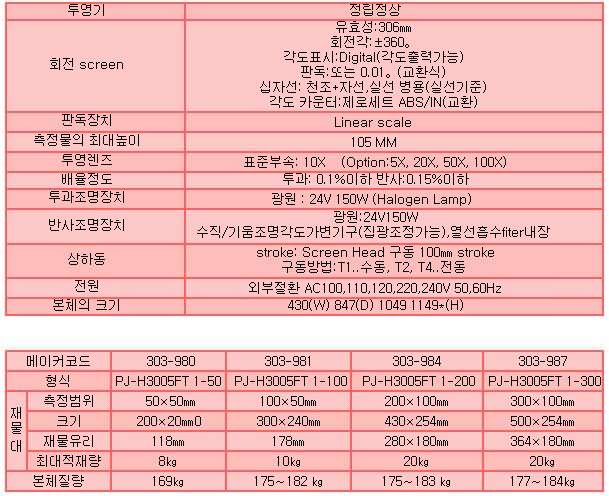 투영기 정립정상
회전 screen
유효성:306㎜
회전각:±360。
각도표시:Digital(각도출력가능)
판독:또는 0.01。(교환식)
십자선: 천조+자선,실선 병용(실선기준)
각도 카운터:제로세트 ABS/IN(교환)
판독장치 Linear scale
측정물의 최대높이 105 MM
투명렌즈 표준부속: 10X (Option:5X, 20X, 50X, 100X)
배율정도 투과: 0.1%이하 반사:0.15%이하
투과조명장치 광원 : 24V 150W (Halogen Lamp)
반사조명장치
광원:24V150W
수직/기움조명각도가변기구(집광조정가능),열선흡수fiter내장
상하동
stroke: Screen Head 구동 100㎜ stroke
구동방법:T1..수동, T2, T4..전동
전원 외부절환 AC100,110,120,220,240V 50,60Hz
본체의 크기 430(W) 847(D) 1049 1149*(H)
메이커코드 303-980 303-981 303-984 303-987
형식 PJ-H3005FT 1-50 PJ-H3005FT 1-100 PJ-H3005FT 1-200 PJ-H3005FT 1-300
재물대
측정범위 50×50㎜ 100×50㎜ 200×100㎜ 300×100㎜
크기 200×20㎜0 300×240㎜ 430×254㎜ 500×254㎜
재물유리 118㎜ 178㎜ 280×180㎜ 364×180㎜
최대적재량 8㎏ 10㎏ 20㎏ 20㎏
본체질량 169㎏ 175~182 ㎏ 175~183 ㎏ 177~184㎏